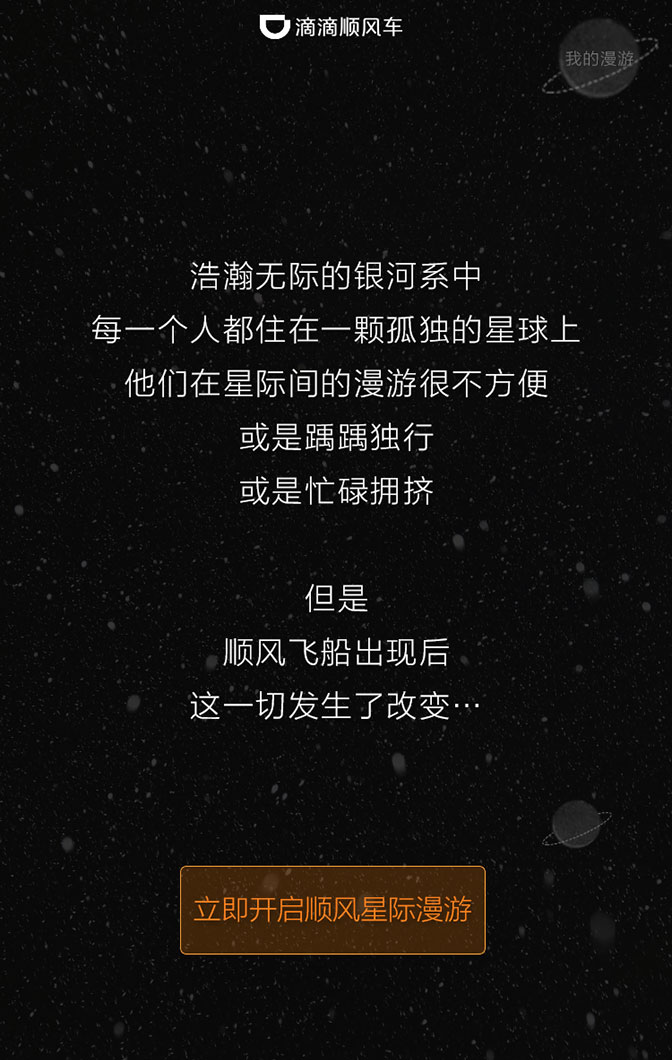 滴滴顺风车
我的漫游
浩瀚无际的银河系中
每一个人都住在一颗孤独的星球上
他们在星际间的漫游很不方便
或是踽踽独行
或是忙碌拥挤
但是
顺风飞船出现后
这一切发生了改变…
立即开启顺风星际漫游